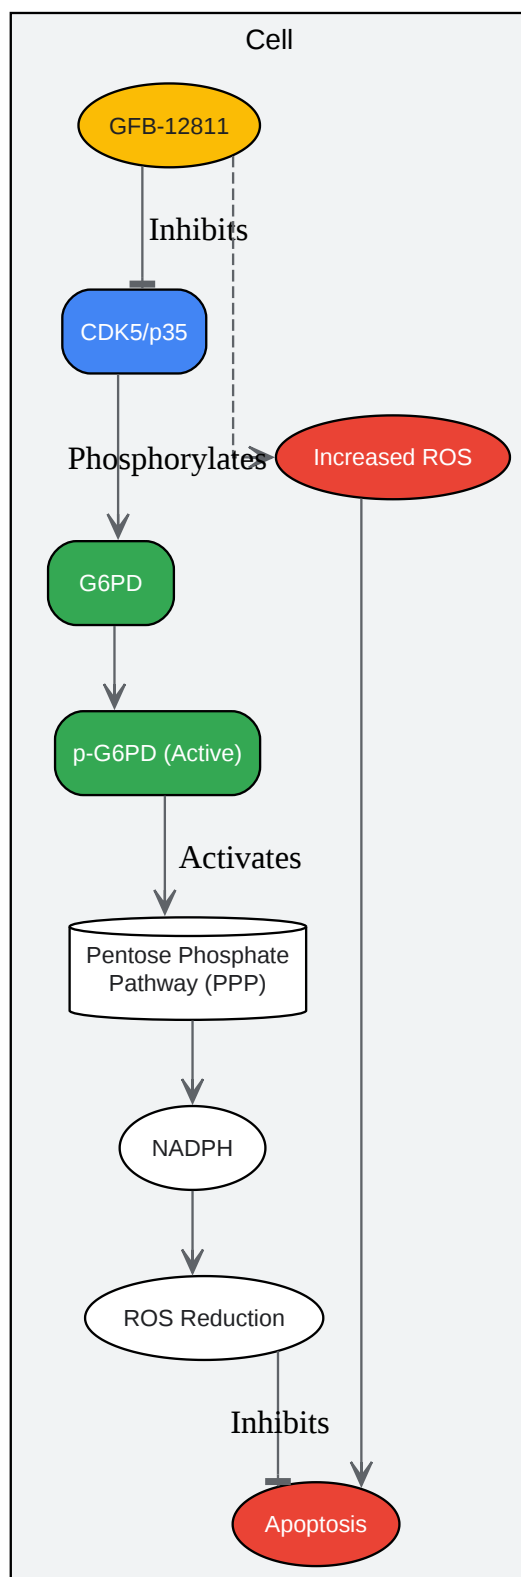 Cell
GFB-12811
Inhibits
CDK5/p35
Phosphorylates
Increased ROS
G6PD
p-G6PD (Active)
Activates
Pentose Phosphate
Pathway (PPP)
NADPH
ROS Reduction
Inhibits
Apoptosis